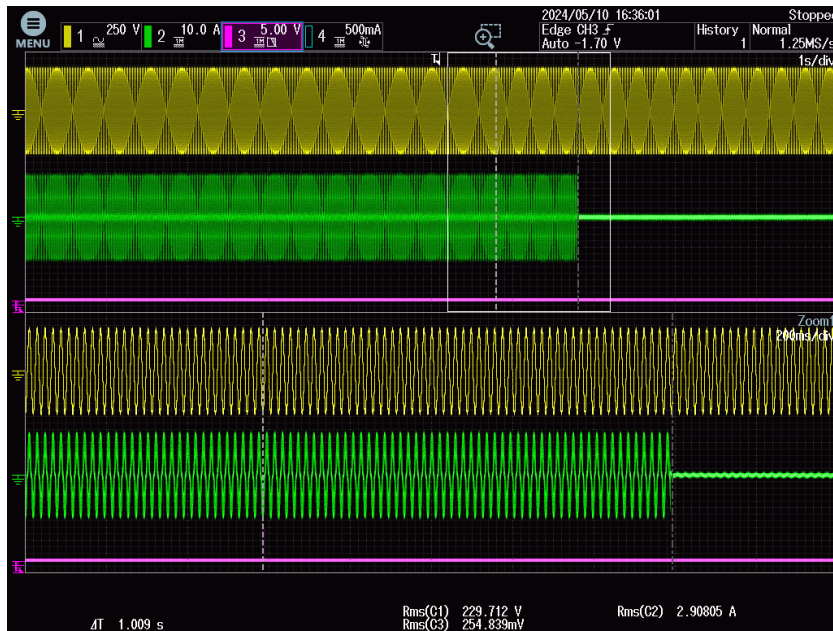 2024/05/10 16:36:01 Stopped
MENU 1 250 V 2 10.0 A 3 5.00 V 4 500mA Edge CH3 History Normal
Auto -1.70 V 1 1.25MS/s
1s/div
T
Zoom1
200ms/div
Rms(C1) 229.712 V Rms(C2) 2.90805 A
ΔT 1.009 s Rms(C3) 254.839mV